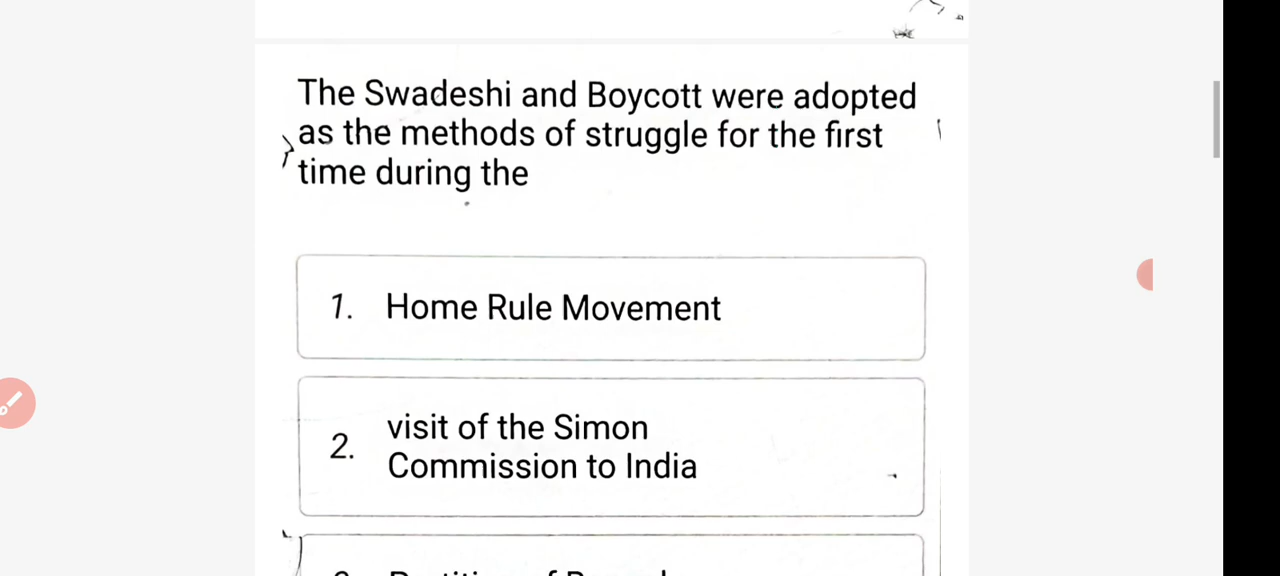 The Swadeshi and Boycott were adopted
as the methods of struggle for the first
time during the
1. Home Rule Movement
2. visit of the Simon
Commission to India